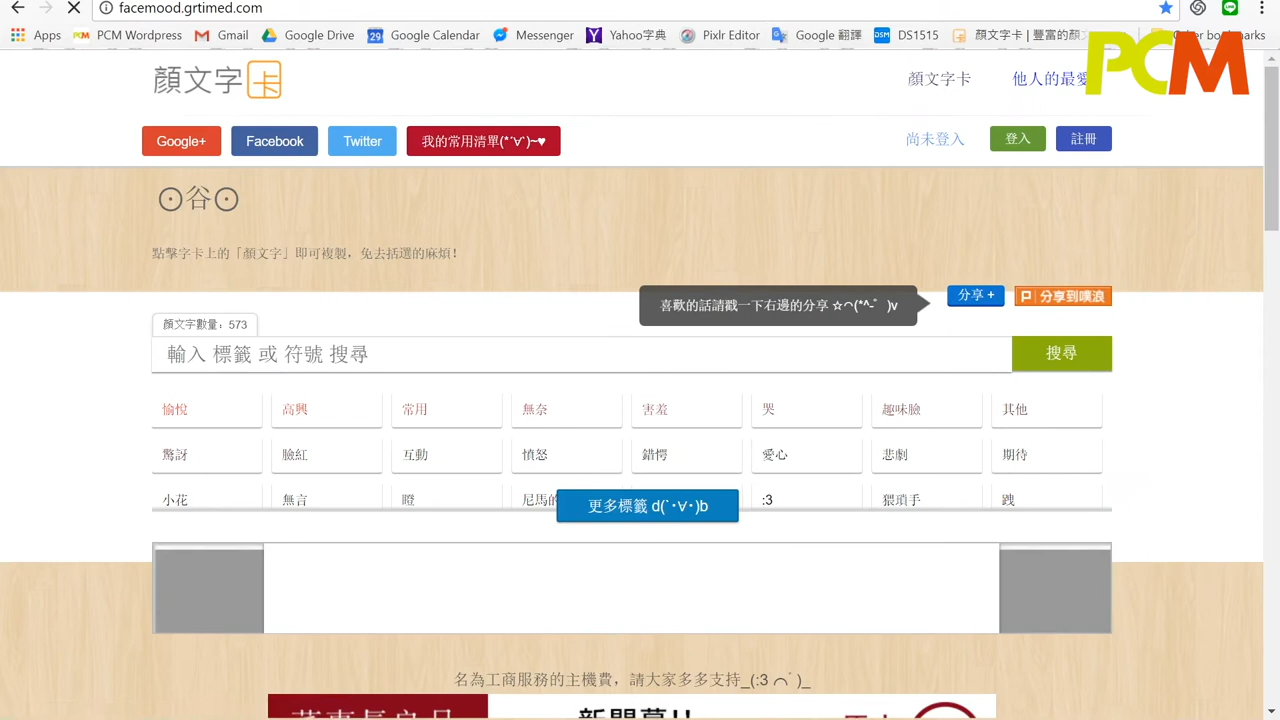 facemood.grtimed.com
Apps PCM Wordpress Gmail Google Drive Google Calendar Messenger Yahoo字典 Pixlr Editor Google 翻譯 DS1515 顏文字卡 | 豐富的顏 Other bookmarks
PCM
顏文字卡 顏文字卡 他人的最愛
Google+ Facebook Twitter 我的常用清單(*ˊ∀ˋ)~♥ 尚未登入 登入 註冊
⊙谷⊙
點擊字卡上的「顏文字」即可複製，免去括選的麻煩！
喜歡的話請戳一下右邊的分享 ☆⌒(*^-゜)v 分享 + 分享到噗浪
顏文字數量：573
輸入 標籤 或 符號 搜尋 搜尋
愉悅 高興 常用 無奈 害羞 哭 趣味臉 其他
驚訝 臉紅 互動 憤怒 錯愕 愛心 悲劇 期待
小花 無言 瞪 尼馬的 :3 猥瑣手 跩
更多標籤 d(`･∀･)b
名為工商服務的主機費，請大家多多支持_(:3 ⌒ﾞ)_